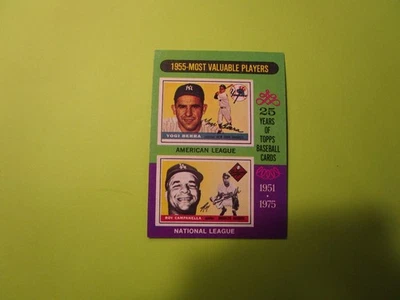 1955-MOST VALUABLE PLAYERS
YOGI BERRA
AMERICAN LEAGUE
ROY CAMPANELLA
NATIONAL LEAGUE
25
YEARS
OF TOPPS
BASEBALL
CARDS
1951
1975